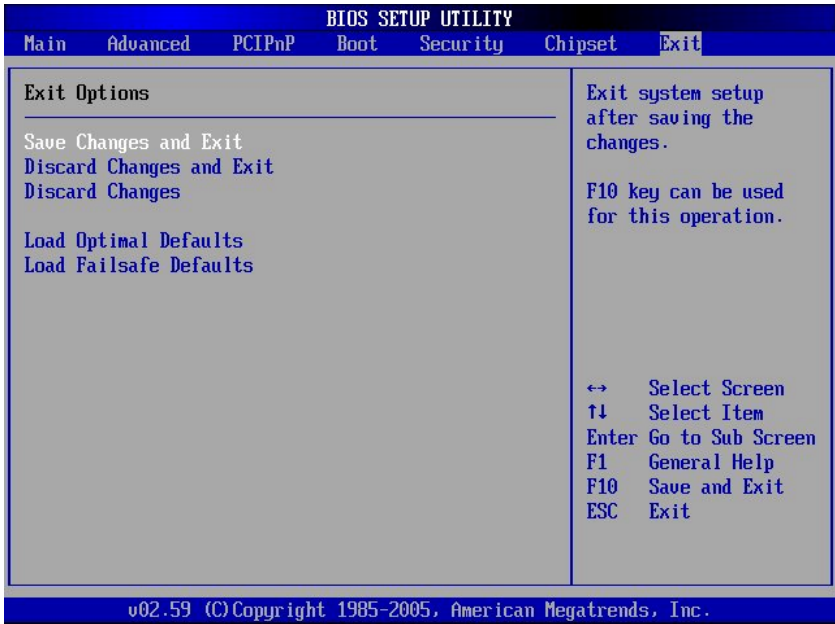 BIOS SETUP UTILITY
Main Advanced PCIPnP Boot Security Chipset Exit
Exit Options
Save Changes and Exit
Discard Changes and Exit
Discard Changes
Load Optimal Defaults
Load Failsafe Defaults
Exit system setup
after saving the
changes.
F10 key can be used
for this operation.
↔ Select Screen
↑↓ Select Item
Enter Go to Sub Screen
F1 General Help
F10 Save and Exit
ESC Exit
v02.59 (C)Copyright 1985-2005, American Megatrends, Inc.